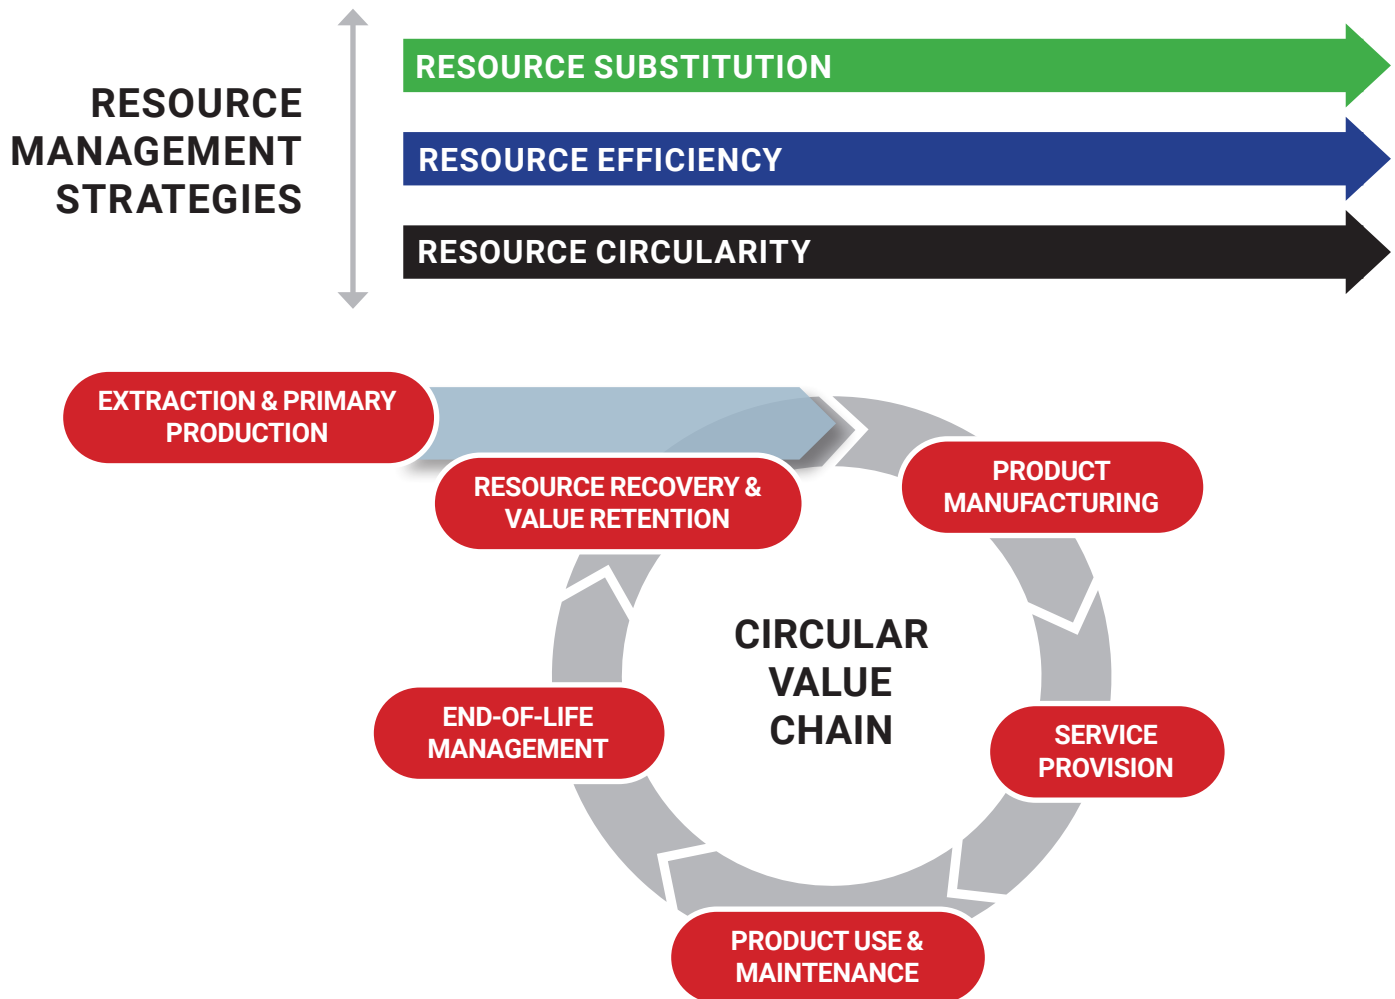 RESOURCE
MANAGEMENT
STRATEGIES
RESOURCE SUBSTITUTION
RESOURCE EFFICIENCY
RESOURCE CIRCULARITY
EXTRACTION & PRIMARY
PRODUCTION
RESOURCE RECOVERY &
VALUE RETENTION
PRODUCT
MANUFACTURING
CIRCULAR
VALUE
CHAIN
END-OF-LIFE
MANAGEMENT
SERVICE
PROVISION
PRODUCT USE &
MAINTENANCE